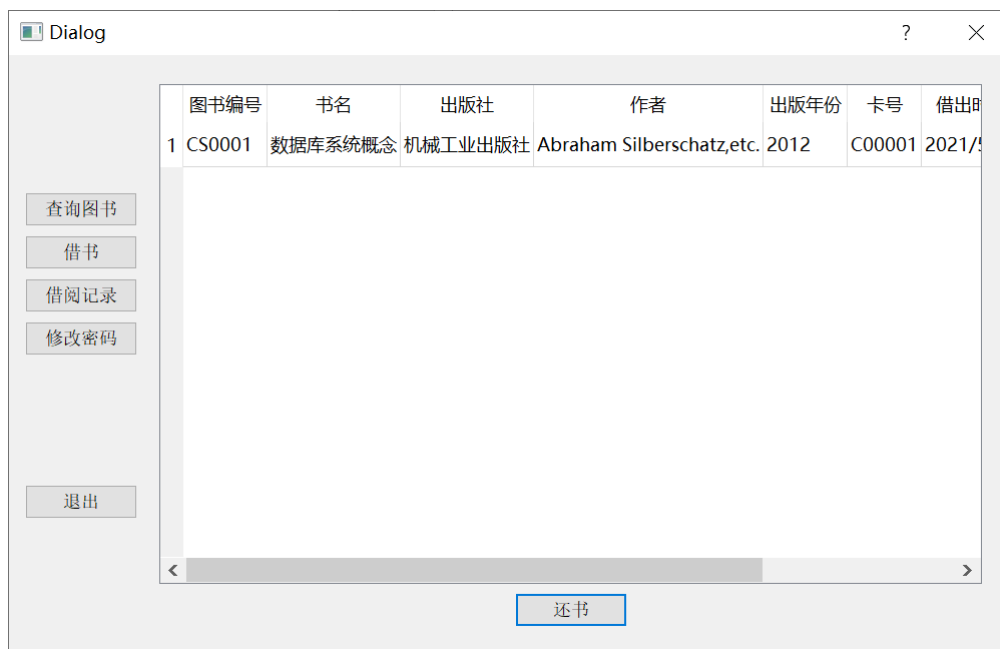 Dialog
图书编号 书名 出版社 作者 出版年份 卡号 借出
1 CS0001 数据库系统概念 机械工业出版社 Abraham Silberschatz,etc. 2012 C00001 2021/
查询图书
借书
借阅记录
修改密码
退出
还书